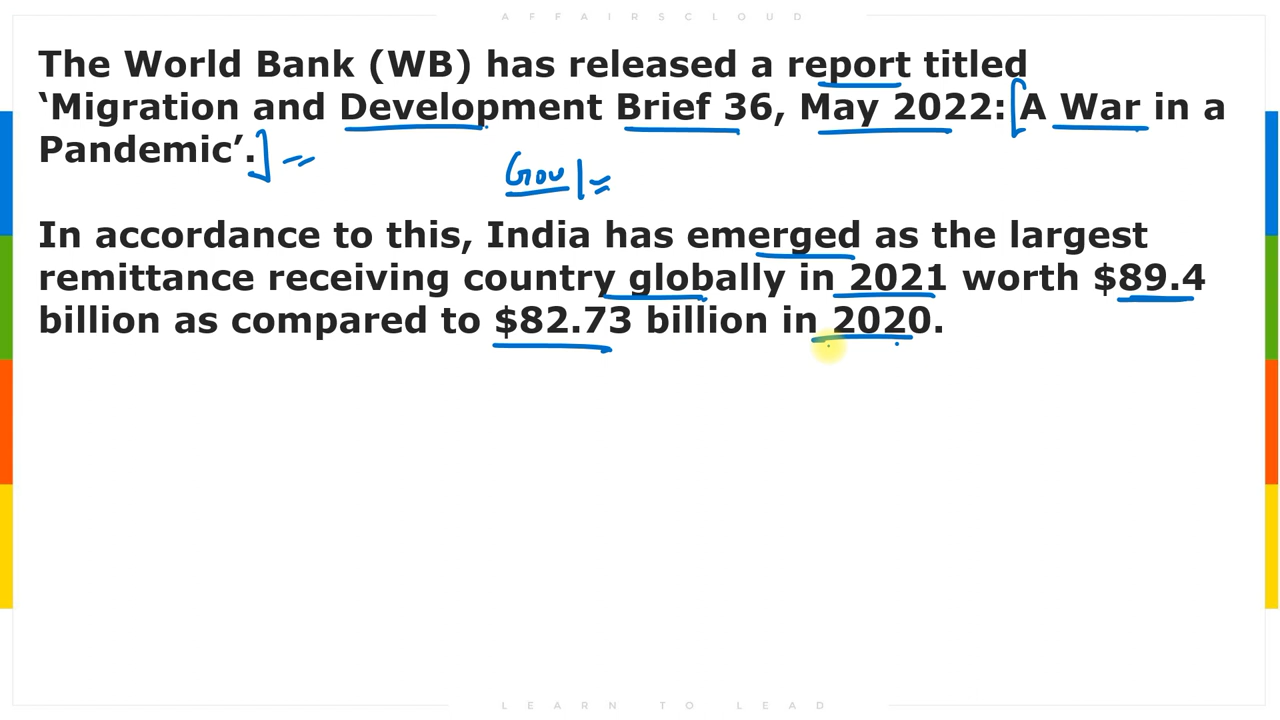 AFFAIRSCLOUD
The World Bank (WB) has released a report titled
‘Migration and Development Brief 36, May 2022: A War in a
Pandemic’.
Gov
In accordance to this, India has emerged as the largest
remittance receiving country globally in 2021 worth $89.4
billion as compared to $82.73 billion in 2020.
LEARN TO LEAD